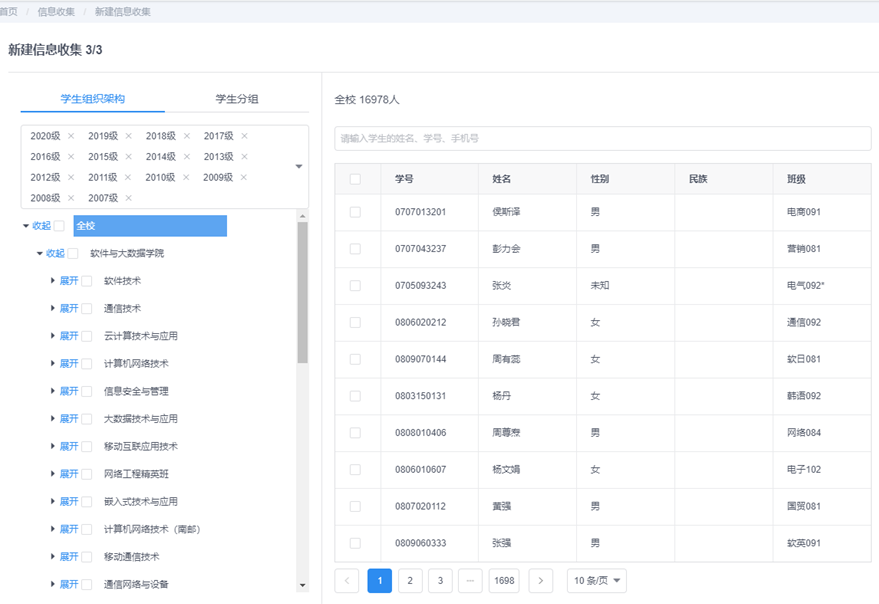 首页 / 信息收集 / 新建信息收集
新建信息收集 3/3
学生组织架构 学生分组
2020级 × 2019级 × 2018级 × 2017级 ×
2016级 × 2015级 × 2014级 × 2013级 ×
2012级 × 2011级 × 2010级 × 2009级 ×
2008级 × 2007级 ×
收起 全校
收起 软件与大数据学院
展开 软件技术
展开 通信技术
展开 云计算技术与应用
展开 计算机网络技术
展开 信息安全与管理
展开 大数据技术与应用
展开 移动互联应用技术
展开 网络工程精英班
展开 嵌入式技术与应用
展开 计算机网络技术（南邮）
展开 移动通信技术
展开 通信网络与设备
全校 16978人
请输入学生的姓名、学号、手机号
学号 姓名 性别 民族 班级
0707013201 侯斯译 男 电商091
0707043237 彭力会 男 营销081
0705093243 张炎 未知 电气092*
0806020212 孙晓君 女 通信092
0809070144 周有蕊 女 软日081
0803150131 杨丹 女 韩语092
0808010406 周尊焘 男 网络084
0806010607 杨文娟 女 电子102
0807020112 黄强 男 国贸081
0809060333 张强 男 软英091
< 1 2 3 ··· 1698 > 10 条/页